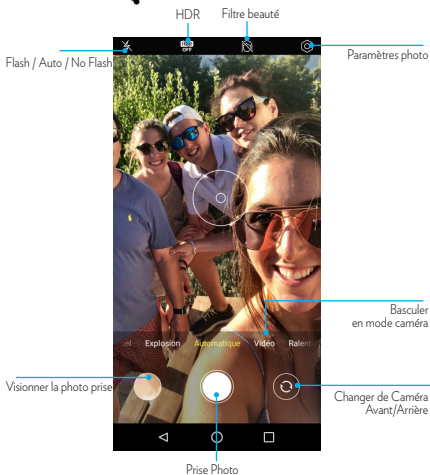 HDR
Filtre beauté
HDR
OFF
Flash / Auto / No Flash
Paramètres photo
Basculer
en mode caméra
Explosion
Automatique
Vidéo
Ralent
Visionner la photo prise
Changer de Caméra
Avant/Arrière
Prise Photo